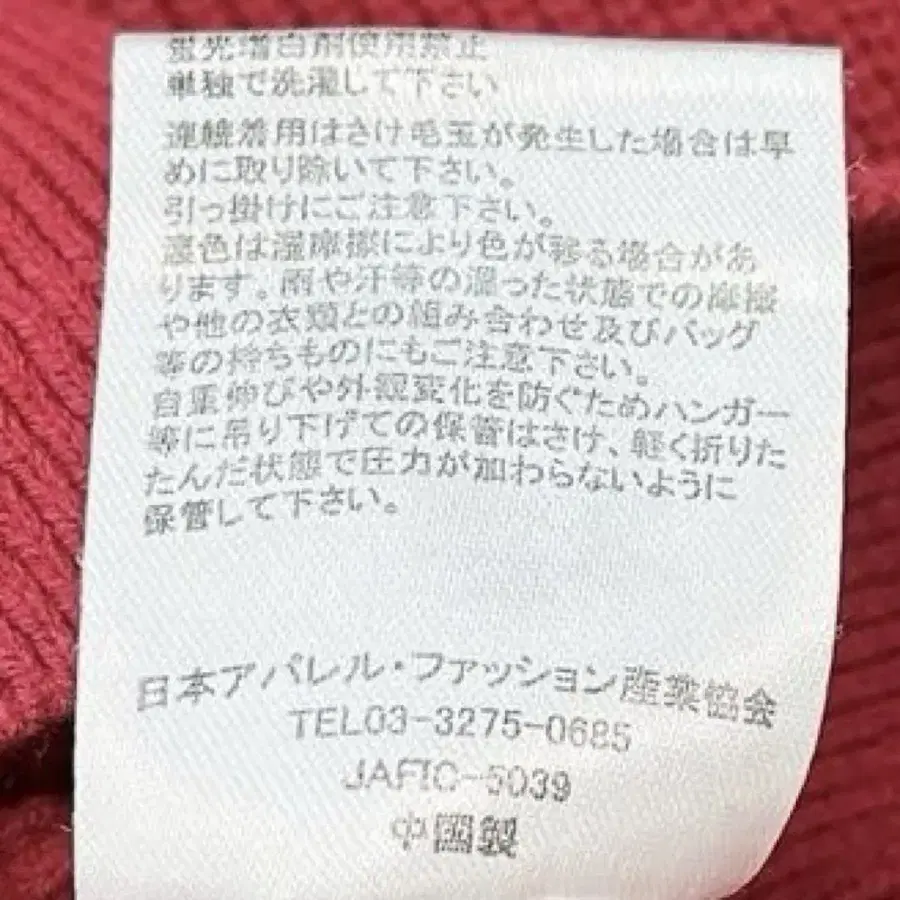 蛍光増白剤使用禁止
単独で洗濯して下さい
連続着用はさけ毛玉が発生した場合は早
めに取り除いて下さい。
引っ掛けにご注意下さい。
濃色は湿摩擦により色が移る場合があ
ります。雨や汗等の湿った状態での摩擦
や他の衣類との組み合わせ及びバッグ
等の持ちものにもご注意下さい。
自重伸びや外観変化を防ぐためハンガー
等に吊り下げての保管はさけ、軽く折りた
たんだ状態で圧力が加わらないように
保管して下さい。
日本アパレル・ファッション産業協会
TEL03-3275-0685
JAFIC-5039
中国製